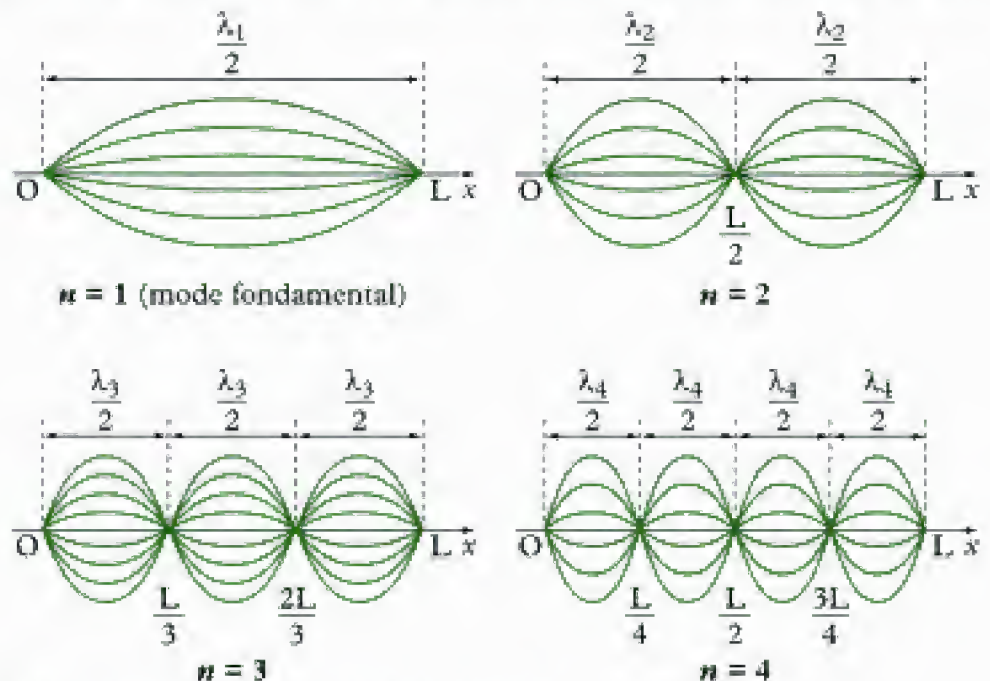 λ₁/2
O L x
n = 1 (mode fondamental)
λ₂/2 λ₂/2
O L/2 L x
n = 2
λ₃/2 λ₃/2 λ₃/2
O L/3 2L/3 L x
n = 3
λ₄/2 λ₄/2 λ₄/2 λ₄/2
O L/4 L/2 3L/4 L x
n = 4